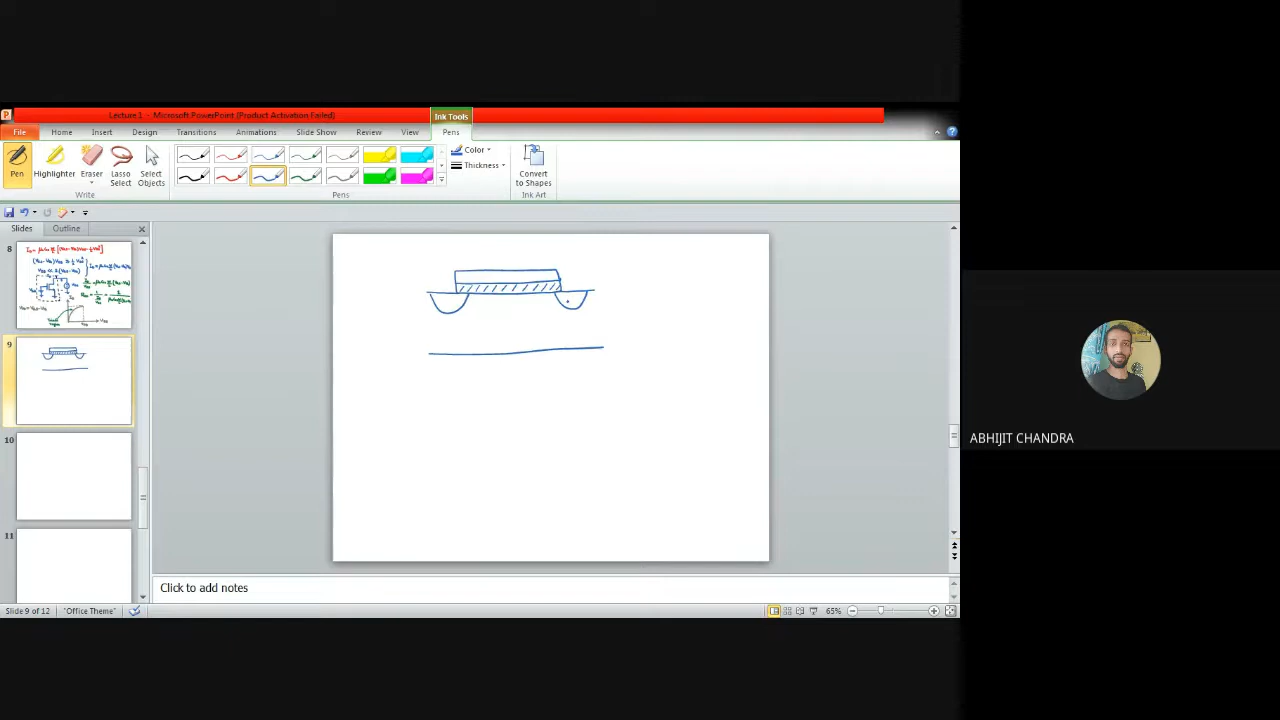 Lecture 1 - Microsoft PowerPoint (Product Activation Failed)
Ink Tools
File Home Insert Design Transitions Animations Slide Show Review View Pens
Pen Highlighter Eraser Lasso Select Select Objects
Color
Thickness
Convert to Shapes
Write Pens Ink Art
Slides Outline
8
9
10
11
ABHIJIT CHANDRA
Click to add notes
Slide 9 of 12 "Office Theme" 65%